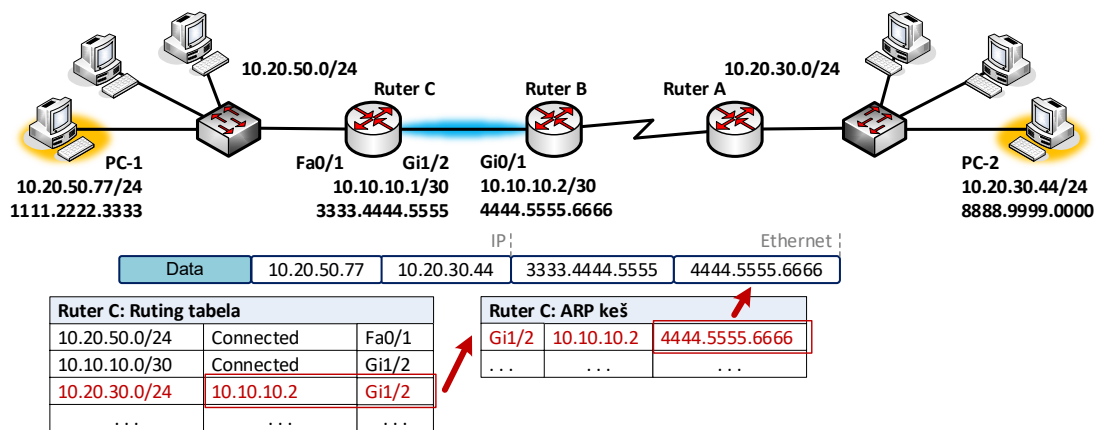 10.20.50.0/24
10.20.30.0/24
Ruter C
Ruter B
Ruter A
PC-1
10.20.50.77/24
1111.2222.3333
Fa0/1
Gi1/2
10.10.10.1/30
3333.4444.5555
Gi0/1
10.10.10.2/30
4444.5555.6666
PC-2
10.20.30.44/24
8888.9999.0000
IP
Ethernet
Data 10.20.50.77 10.20.30.44 3333.4444.5555 4444.5555.6666
Ruter C: Ruting tabela
10.20.50.0/24 Connected Fa0/1
10.10.10.0/30 Connected Gi1/2
10.20.30.0/24 10.10.10.2 Gi1/2
. . . . . . . . .
Ruter C: ARP keš
Gi1/2 10.10.10.2 4444.5555.6666
. . . . . . . . .